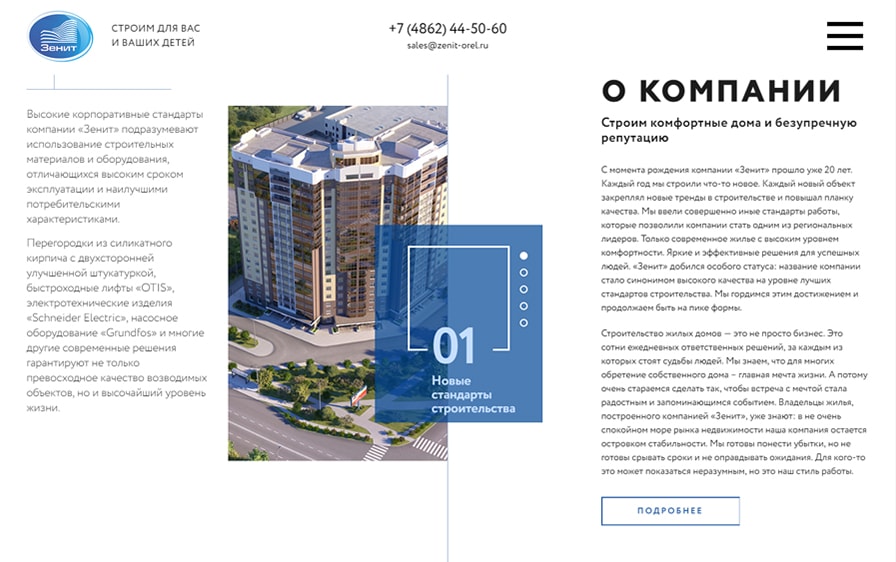 Зенит
СТРОИМ ДЛЯ ВАС
И ВАШИХ ДЕТЕЙ
+7 (4862) 44-50-60
sales@zenit-orel.ru
Высокие корпоративные стандарты
компании «Зенит» подразумевают
использование строительных
материалов и оборудования,
отличающихся высоким сроком
эксплуатации и наилучшими
потребительскими
характеристиками.
Перегородки из силикатного
кирпича с двухсторонней
улучшенной штукатуркой,
быстроходные лифты «OTIS»,
электротехнические изделия
«Schneider Electric», насосное
оборудование «Grundfos» и многие
другие современные решения
гарантируют не только
превосходное качество возводимых
объектов, но и высочайший уровень
жизни.
01
Новые
стандарты
строительства
О КОМПАНИИ
Строим комфортные дома и безупречную
репутацию
С момента рождения компании «Зенит» прошло уже 20 лет.
Каждый год мы строили что-то новое. Каждый новый объект
закреплял новые тренды в строительстве и повышал планку
качества. Мы ввели совершенно иные стандарты работы,
которые позволили компании стать одним из региональных
лидеров. Только современное жилье с высоким уровнем
комфортности. Яркие и эффективные решения для успешных
людей. «Зенит» добился особого статуса: название компании
стало синонимом высокого качества на уровне лучших
стандартов строительства. Мы гордимся этим достижением и
продолжаем быть на пике формы.
Строительство жилых домов — это не просто бизнес. Это
сотни ежедневных ответственных решений, за каждым из
которых стоят судьбы людей. Мы знаем, что для многих
обретение собственного дома – главная мечта жизни. А потому
очень стараемся сделать так, чтобы встреча с мечтой стала
радостным и запоминающимся событием. Владельцы жилья,
построенного компанией «Зенит», уже знают: в не очень
спокойном море рынка недвижимости наша компания остается
островком стабильности. Мы готовы понести убытки, но не
готовы срывать сроки и не оправдывать ожидания. Для кого-то
это может показаться неразумным, но это наш стиль работы.
ПОДРОБНЕЕ